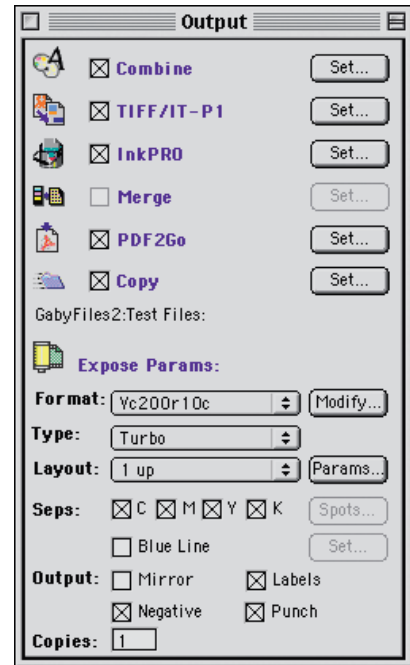 Output
Combine Set...
TIFF/IT-P1 Set...
InkPRO Set...
Merge Set...
PDF2Go Set...
Copy Set...
GabyFiles2:Test Files:
Expose Params:
Format: Vc200r10c Modify...
Type: Turbo
Layout: 1 up Params...
Seps: C M Y K Spots...
Blue Line Set...
Output: Mirror Labels
Negative Punch
Copies: 1